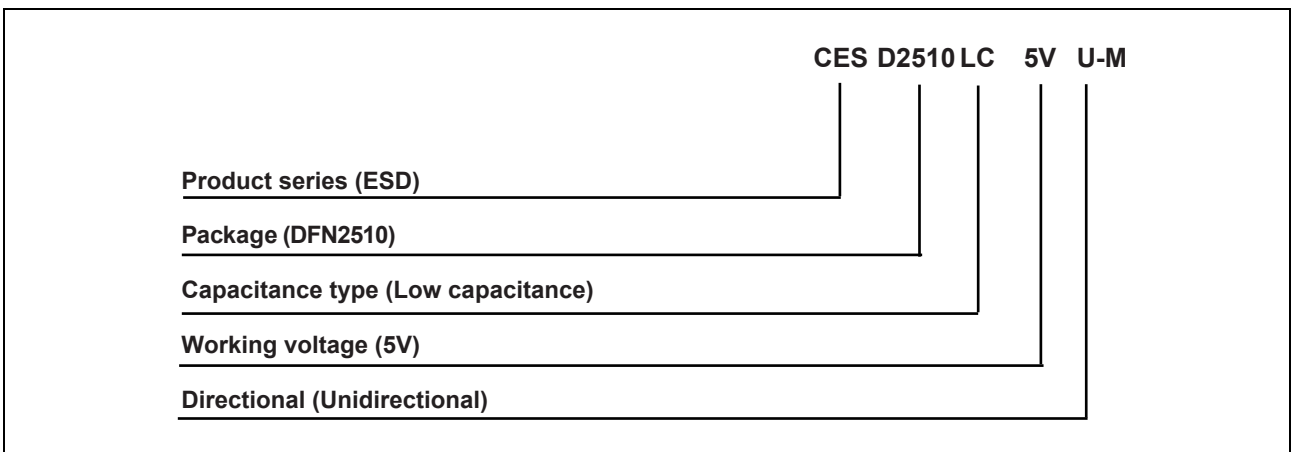 CES D2510 LC 5V U-M
Product series (ESD)
Package (DFN2510)
Capacitance type (Low capacitance)
Working voltage (5V)
Directional (Unidirectional)